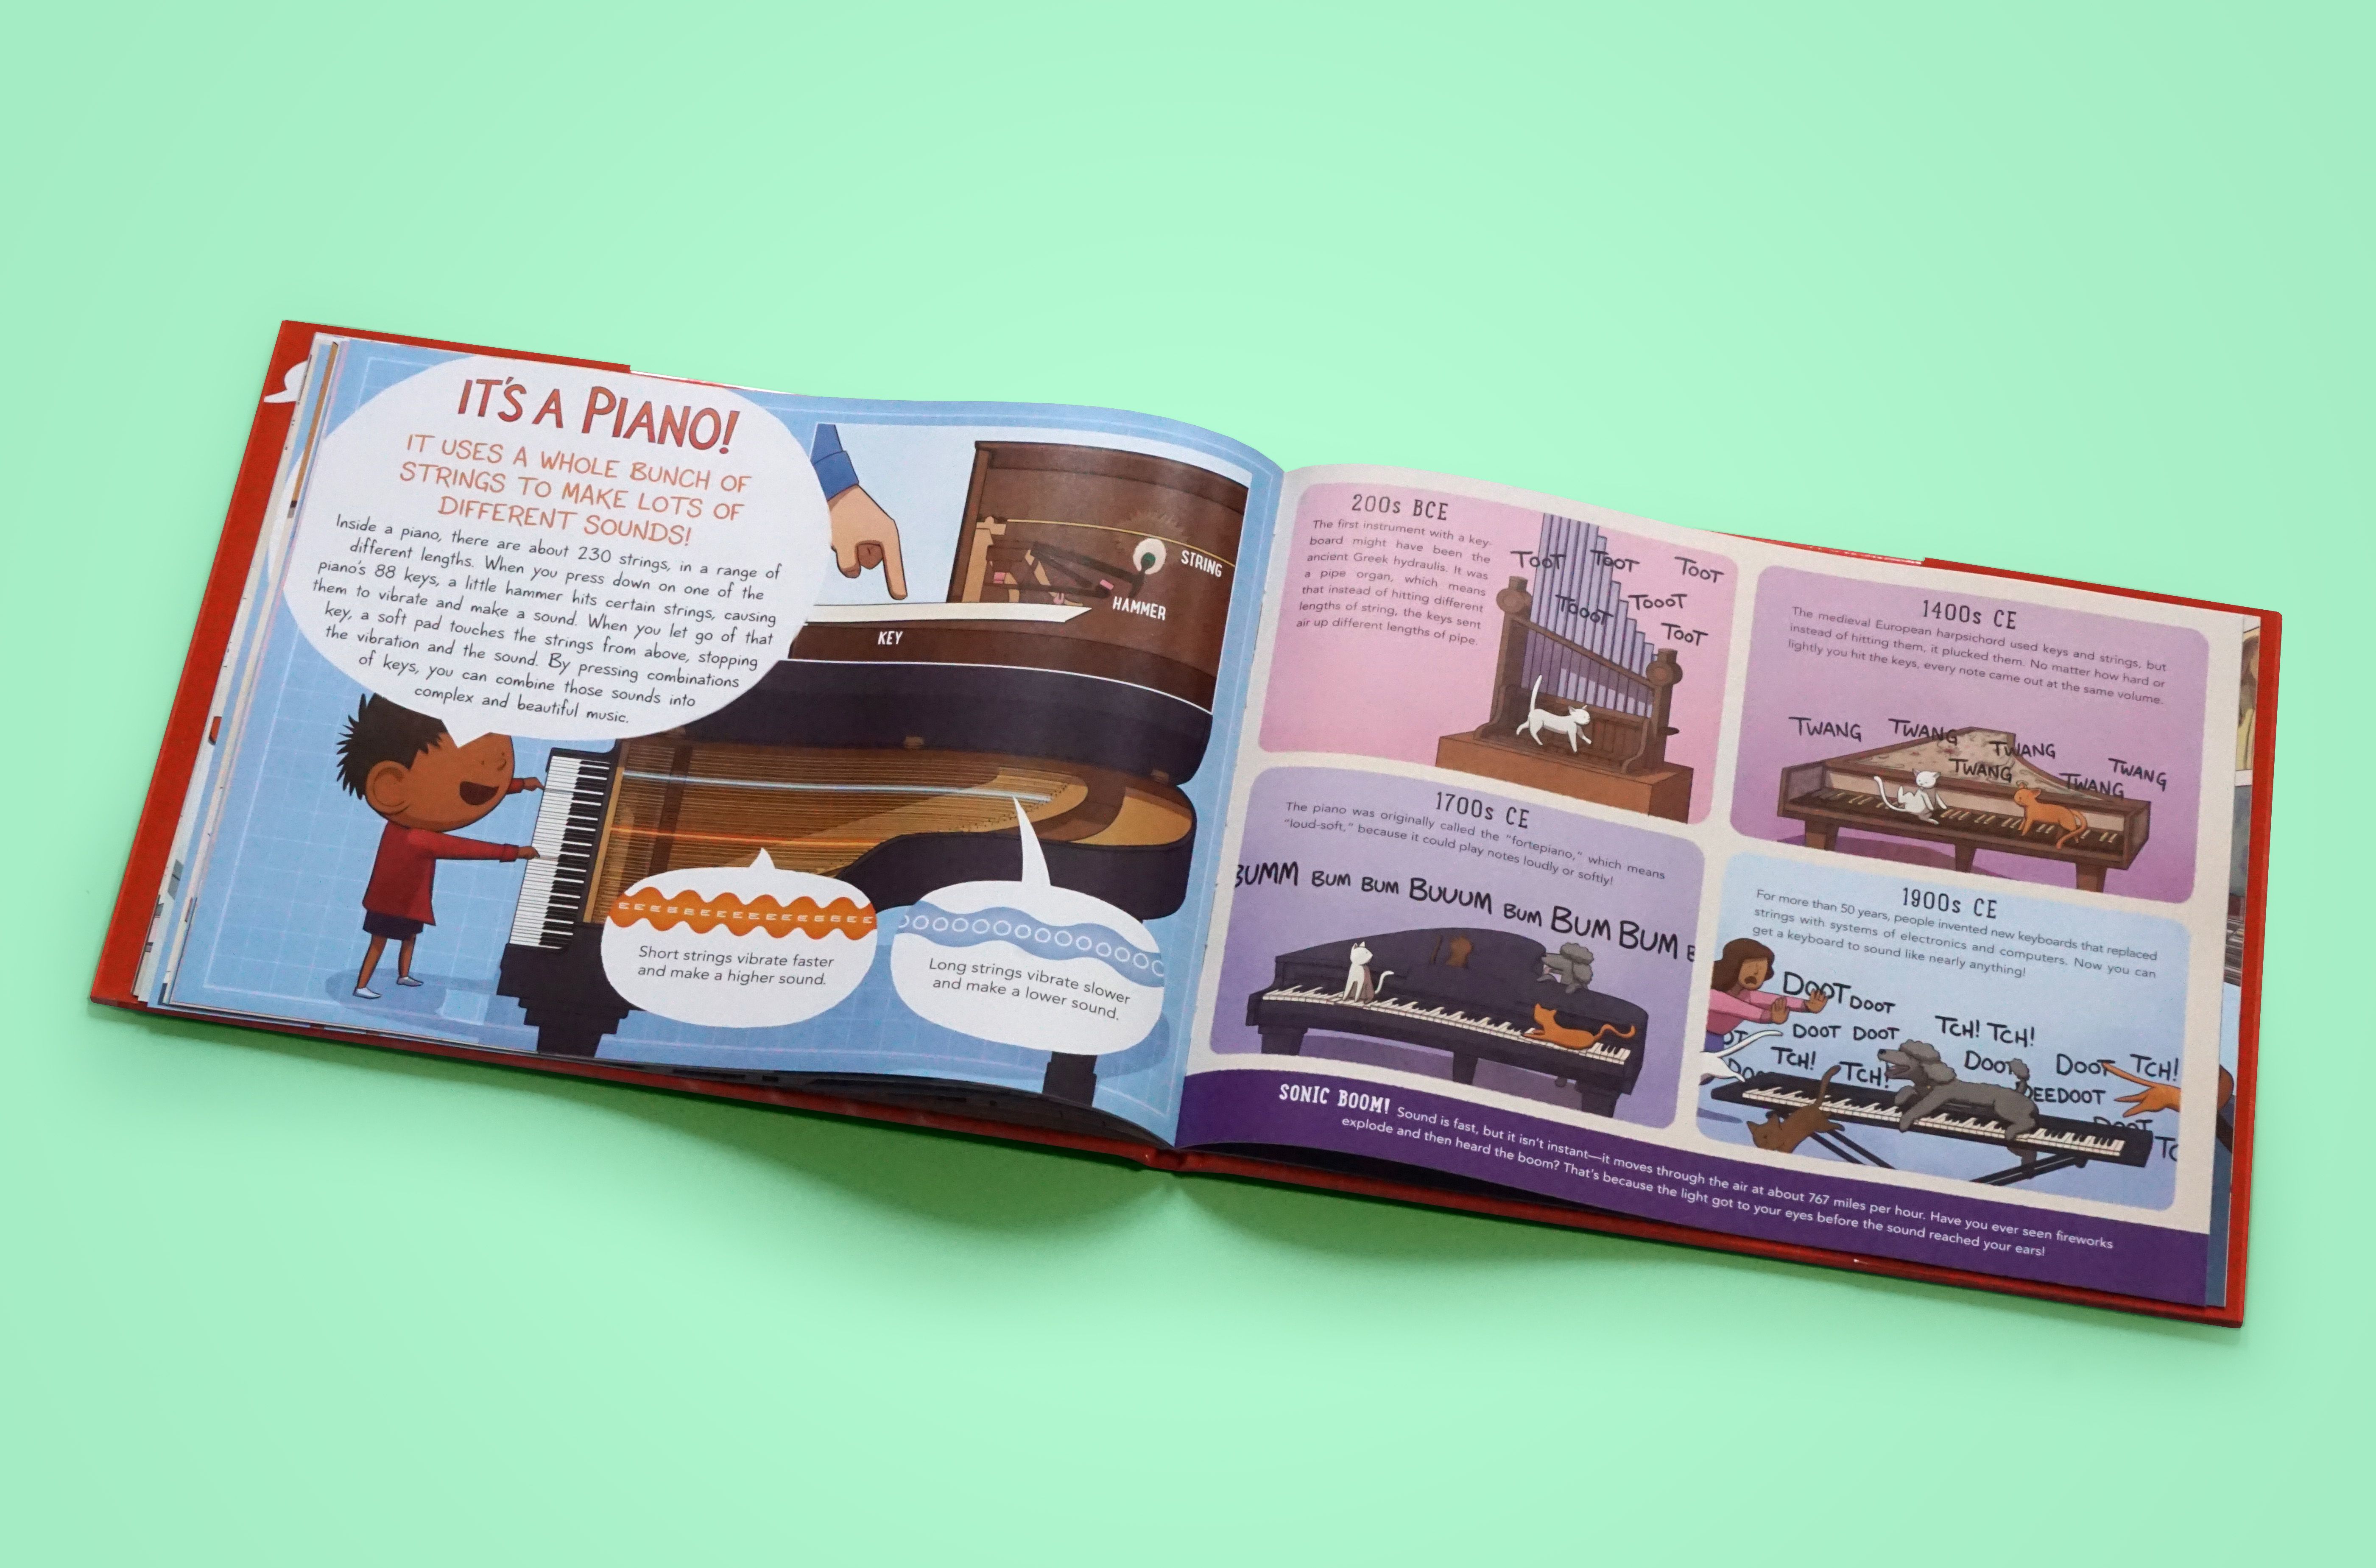 IT'S A PIANO!
IT USES A WHOLE BUNCH OF
STRINGS TO MAKE LOTS OF
DIFFERENT SOUNDS!
Inside a piano, there are about 230 strings, in a range of
different lengths. When you press down on one of the
piano's 88 keys, a little hammer hits certain strings, causing
them to vibrate and make a sound. When you let go of that
key, a soft pad touches the strings from above, stopping
the vibration and the sound. By pressing combinations
of keys, you can combine those sounds into
complex and beautiful music.
STRING
HAMMER
KEY
EEEEEEEEEEEEEEE
Short strings vibrate faster
and make a higher sound.
OOOOOOOOOOOOOO
Long strings vibrate slower
and make a lower sound.
200s BCE
The first instrument with a key-
board might have been the
ancient Greek hydraulis. It was
a pipe organ, which means
that instead of hitting different
lengths of string, the keys sent
air up different lengths of pipe.
TOOT TOOT TOOT
TOOOT TOOOT
TOOT
1400s CE
The medieval European harpsichord used keys and strings, but
instead of hitting them, it plucked them. No matter how hard or
lightly you hit the keys, every note came out at the same volume.
TWANG TWANG TWANG TWANG
TWANG TWANG
1700s CE
The piano was originally called the "fortepiano," which means
"loud-soft," because it could play notes loudly or softly!
BUMM BUM BUM BUUUM BUM BUM BUM B
1900s CE
For more than 50 years, people invented new keyboards that replaced
strings with systems of electronics and computers. Now you can
get a keyboard to sound like nearly anything!
DOOT DOOT
DOOT DOOT TCH! TCH!
TCH! TCH! DOOT DOOT TCH!
DEEDOOT
DOOT TC
SONIC BOOM! Sound is fast, but it isn't instant—it moves through the air at about 767 miles per hour. Have you ever seen fireworks
explode and then heard the boom? That's because the light got to your eyes before the sound reached your ears!